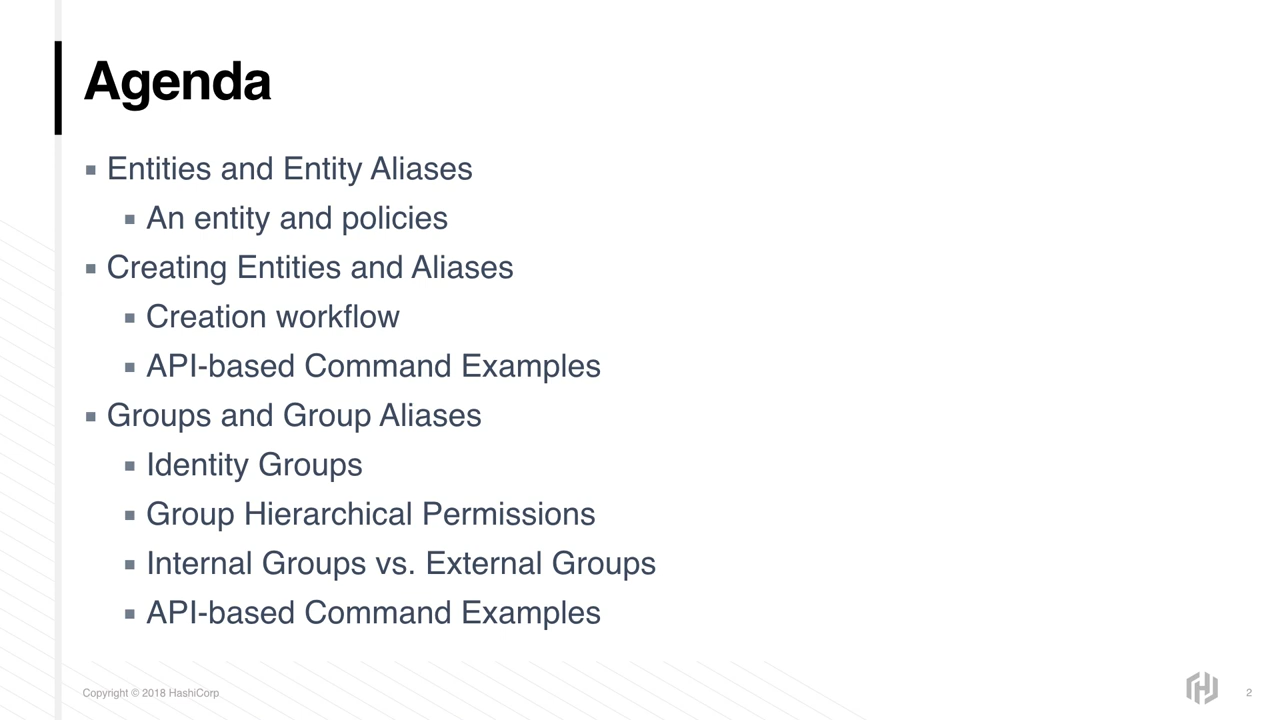 Agenda
▪ Entities and Entity Aliases
▪ An entity and policies
▪ Creating Entities and Aliases
▪ Creation workflow
▪ API-based Command Examples
▪ Groups and Group Aliases
▪ Identity Groups
▪ Group Hierarchical Permissions
▪ Internal Groups vs. External Groups
▪ API-based Command Examples
Copyright © 2018 HashiCorp
2